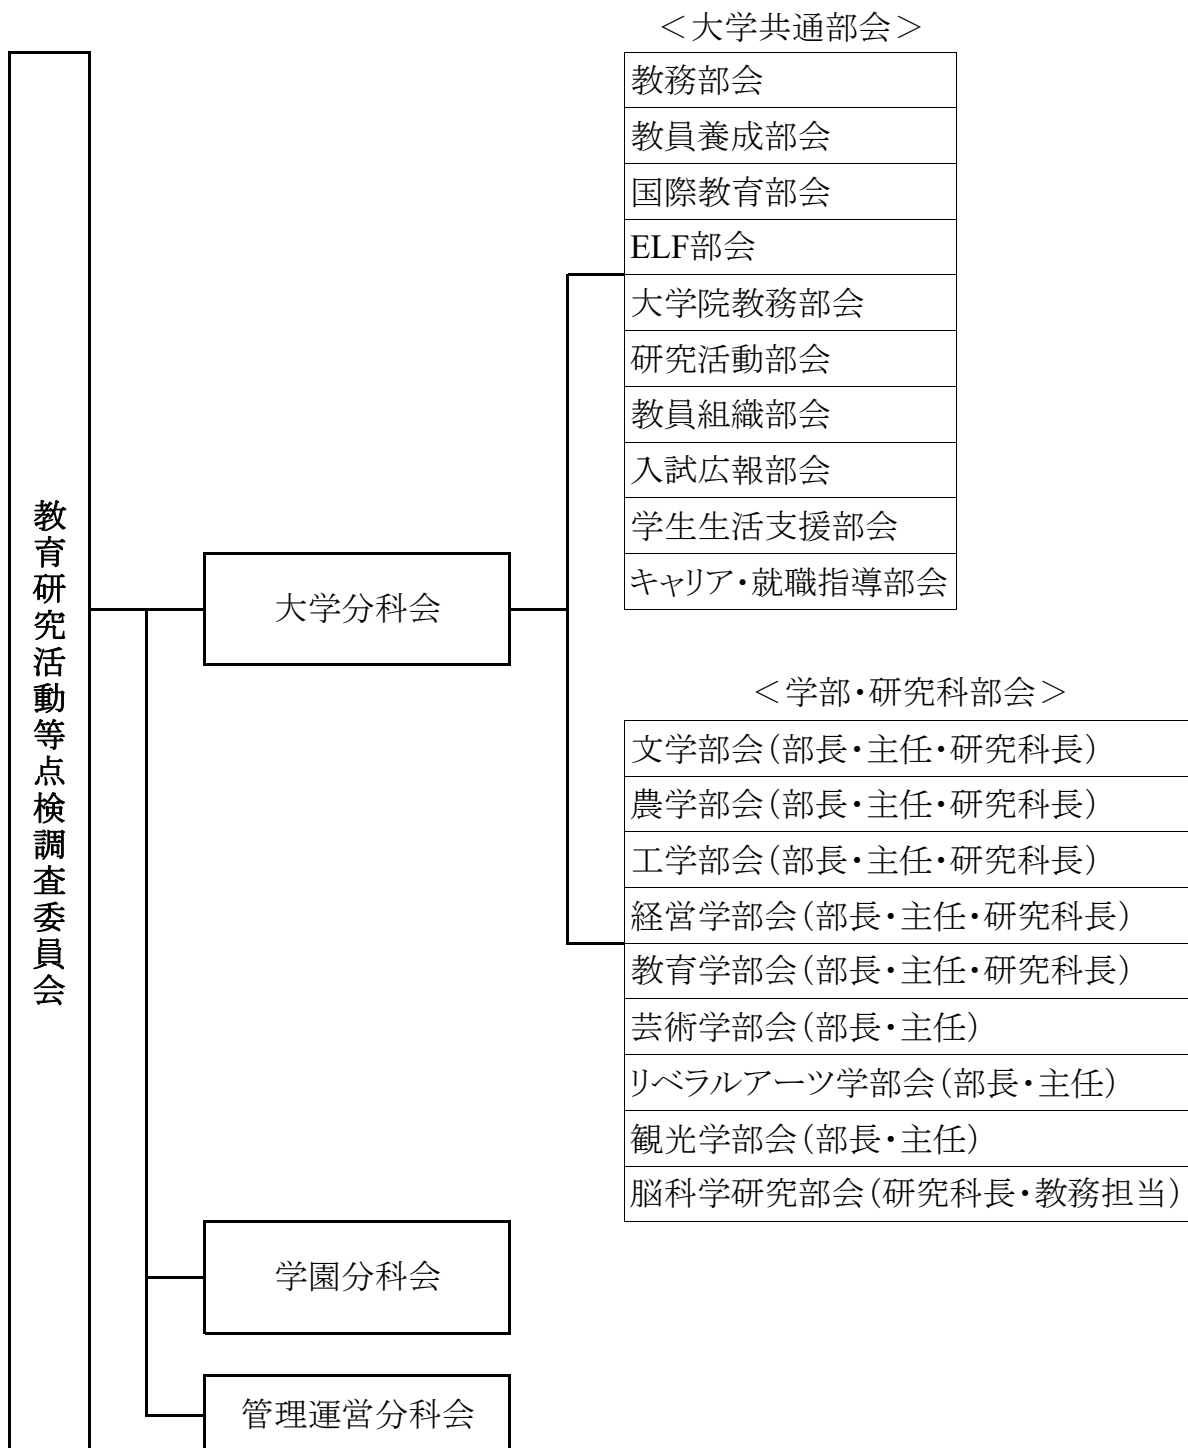 ＜大学共通部会＞
教務部会
教員養成部会
国際教育部会
ELF部会
大学院教務部会
研究活動部会
教員組織部会
入試広報部会
学生生活支援部会
キャリア・就職指導部会
教育研究活動等点検調査委員会
大学分科会
＜学部・研究科部会＞
文学部会（部長・主任・研究科長）
農学部会（部長・主任・研究科長）
工学部会（部長・主任・研究科長）
経営学部会（部長・主任・研究科長）
教育学部会（部長・主任・研究科長）
芸術学部会（部長・主任）
リベラルアーツ学部会（部長・主任）
観光学部会（部長・主任）
脳科学研究部会（研究科長・教務担当）
学園分科会
管理運営分科会